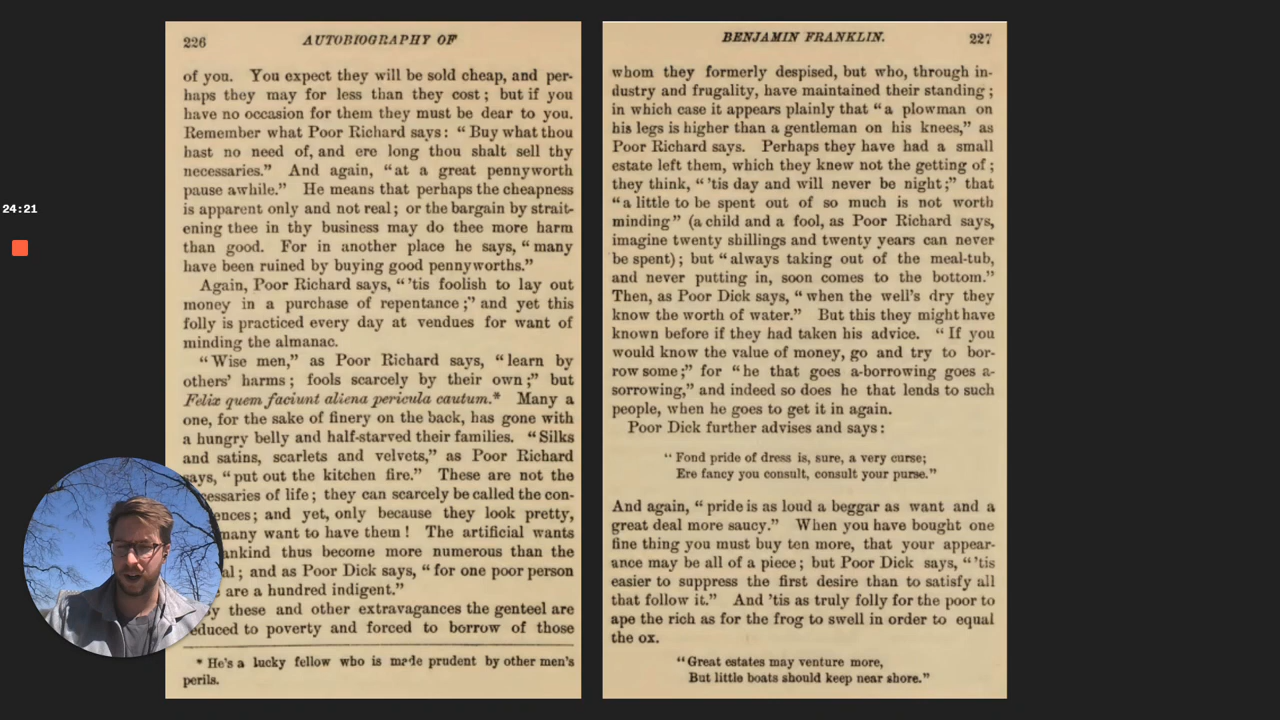 226 AUTOBIOGRAPHY OF
of you. You expect they will be sold cheap, and per-
haps they may for less than they cost; but if you
have no occasion for them they must be dear to you.
Remember what Poor Richard says: “Buy what thou
hast no need of, and ere long thou shalt sell thy
necessaries.” And again, “at a great pennyworth
pause awhile.” He means that perhaps the cheapness
is apparent only and not real; or the bargain by strait-
ening thee in thy business may do thee more harm
than good. For in another place he says, “many
have been ruined by buying good pennyworths.”
Again, Poor Richard says, “’tis foolish to lay out
money in a purchase of repentance;” and yet this
folly is practiced every day at vendues for want of
minding the almanac.
“Wise men,” as Poor Richard says, “learn by
others’ harms; fools scarcely by their own;” but
Felix quem faciunt aliena pericula cautum.* Many a
one, for the sake of finery on the back, has gone with
a hungry belly and half-starved their families. “Silks
and satins, scarlets and velvets,” as Poor Richard
says, “put out the kitchen fire.” These are not the
essaries of life; they can scarcely be called the con-
ences; and yet, only because they look pretty,
many want to have them! The artificial wants
ankind thus become more numerous than the
al; and as Poor Dick says, “for one poor person
are a hundred indigent.”
y these and other extravagances the genteel are
educed to poverty and forced to borrow of those
* He’s a lucky fellow who is made prudent by other men’s
perils.
BENJAMIN FRANKLIN. 227
whom they formerly despised, but who, through in-
dustry and frugality, have maintained their standing;
in which case it appears plainly that “a plowman on
his legs is higher than a gentleman on his knees,” as
Poor Richard says. Perhaps they have had a small
estate left them, which they knew not the getting of;
they think, “’tis day and will never be night;” that
“a little to be spent out of so much is not worth
minding” (a child and a fool, as Poor Richard says,
imagine twenty shillings and twenty years can never
be spent); but “always taking out of the meal-tub,
and never putting in, soon comes to the bottom.”
Then, as Poor Dick says, “when the well’s dry they
know the worth of water.” But this they might have
known before if they had taken his advice. “If you
would know the value of money, go and try to bor-
row some;” for “he that goes a-borrowing goes a-
sorrowing,” and indeed so does he that lends to such
people, when he goes to get it in again.
Poor Dick further advises and says:
“Fond pride of dress is, sure, a very curse;
Ere fancy you consult, consult your purse.”
And again, “pride is as loud a beggar as want and a
great deal more saucy.” When you have bought one
fine thing you must buy ten more, that your appear-
ance may be all of a piece; but Poor Dick says, “’tis
easier to suppress the first desire than to satisfy all
that follow it.” And ’tis as truly folly for the poor to
ape the rich as for the frog to swell in order to equal
the ox.
“Great estates may venture more,
But little boats should keep near shore.”
24:21